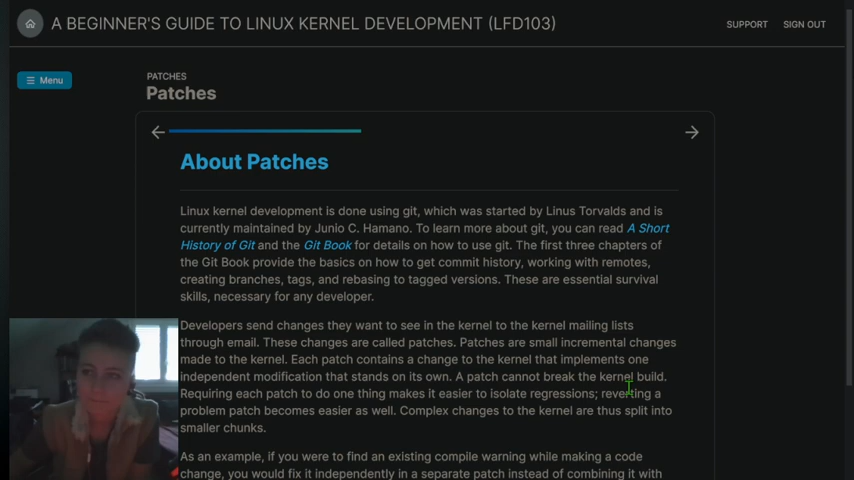 A BEGINNER'S GUIDE TO LINUX KERNEL DEVELOPMENT (LFD103)
SUPPORT
SIGN OUT
Menu
PATCHES
Patches
About Patches
Linux kernel development is done using git, which was started by Linus Torvalds and is
currently maintained by Junio C. Hamano. To learn more about git, you can read A Short
History of Git and the Git Book for details on how to use git. The first three chapters of
the Git Book provide the basics on how to get commit history, working with remotes,
creating branches, tags, and rebasing to tagged versions. These are essential survival
skills, necessary for any developer.
Developers send changes they want to see in the kernel to the kernel mailing lists
through email. These changes are called patches. Patches are small incremental changes
made to the kernel. Each patch contains a change to the kernel that implements one
independent modification that stands on its own. A patch cannot break the kernel build.
Requiring each patch to do one thing makes it easier to isolate regressions; reverting a
problem patch becomes easier as well. Complex changes to the kernel are thus split into
smaller chunks.
As an example, if you were to find an existing compile warning while making a code
change, you would fix it independently in a separate patch instead of combining it with